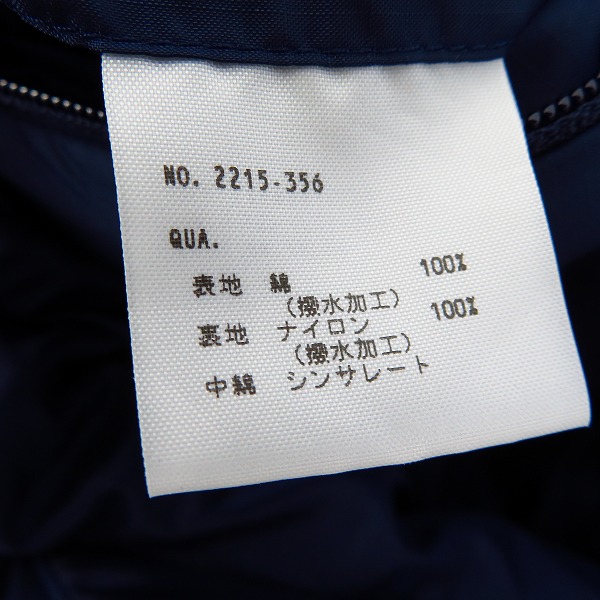 NO. 2215-356
QUA.
表地 綿 100%
(撥水加工)
裏地 ナイロン 100%
(撥水加工)
中綿 シンサレート